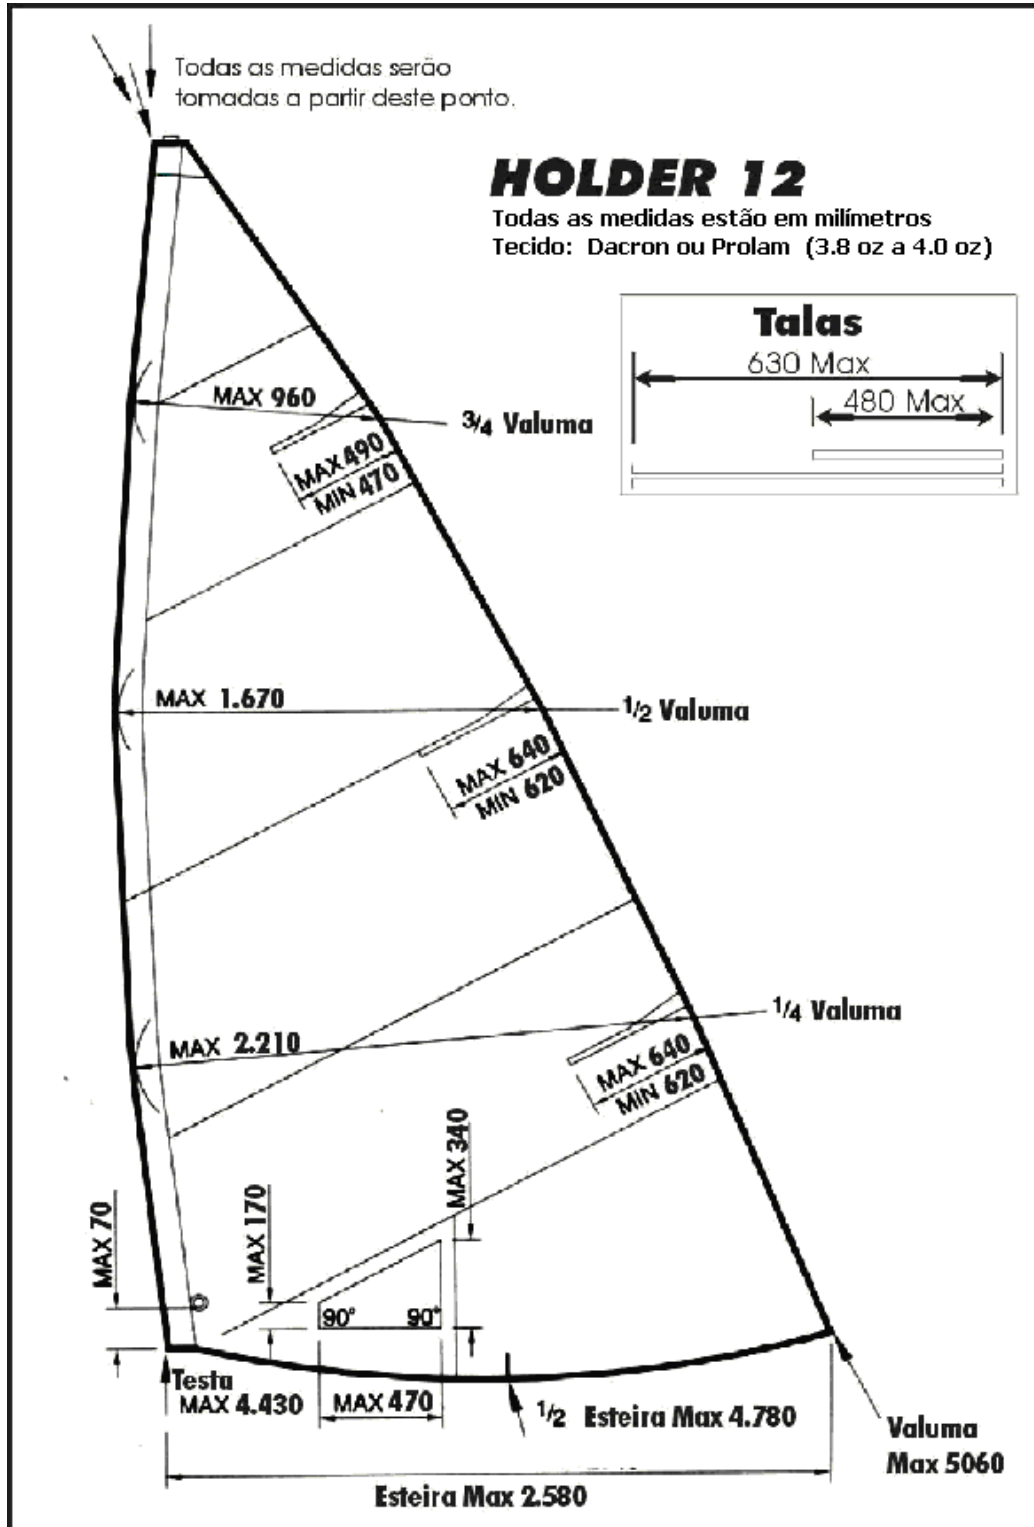 Todas as medidas serão
tomadas a partir deste ponto.
HOLDER 12
Todas as medidas estão em milímetros
Tecido: Dacron ou Prolam (3.8 oz a 4.0 oz)
Talas
630 Max
480 Max
MAX 960
3/4 Valuma
MAX 490
MIN 470
MAX 1.670
1/2 Valuma
MAX 640
MIN 620
MAX 2.210
1/4 Valuma
MAX 640
MIN 620
MAX 340
MAX 170
MAX 70
90°
90°
Testa
MAX 4.430
MAX 470
1/2 Esteira Max 4.780
Valuma
Max 5060
Esteira Max 2.580